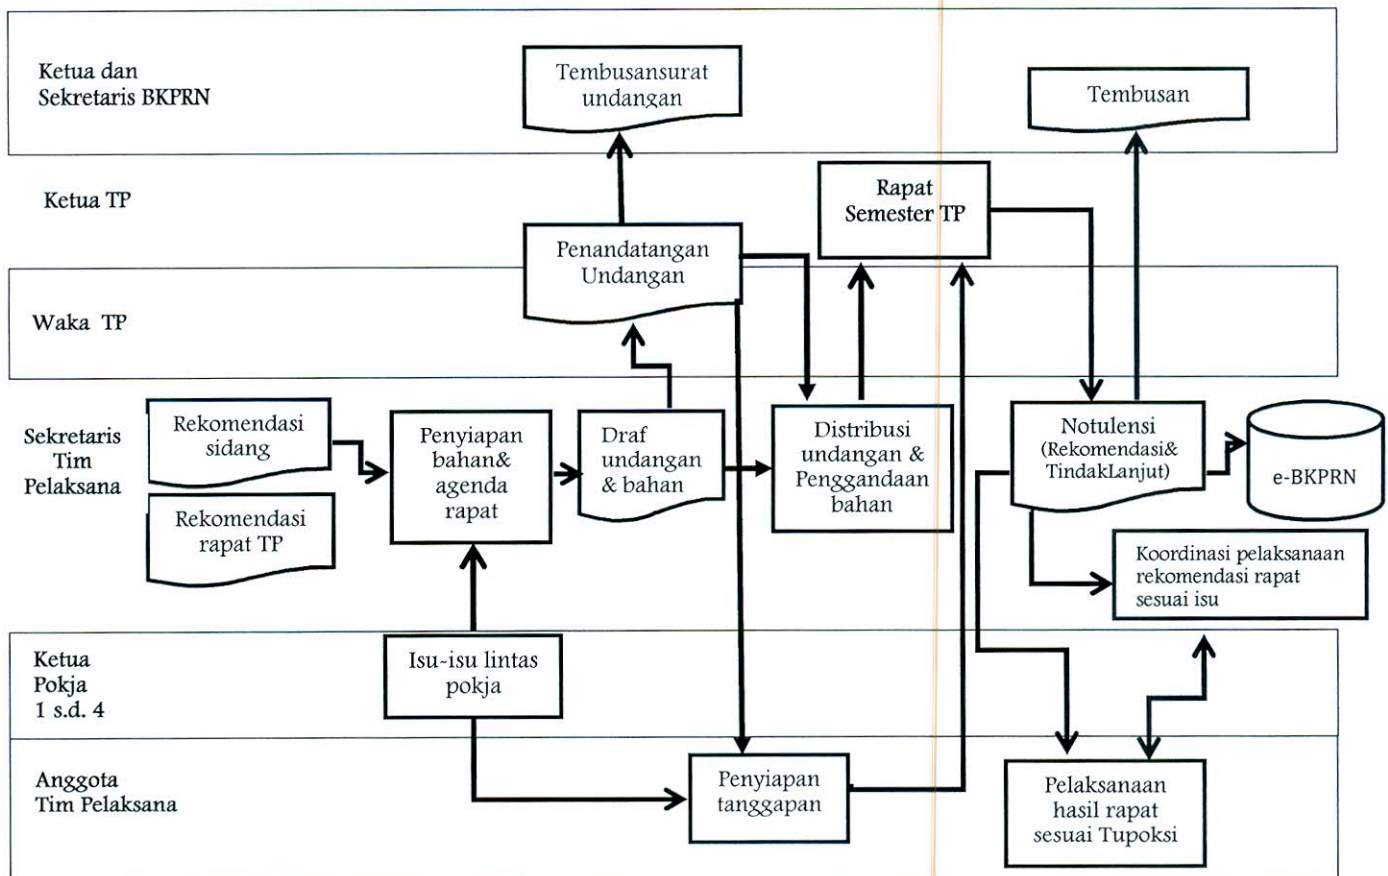 Ketua dan
Sekretaris BKPRN
Tembusansurat
undangan
Tembusan
Ketua TP
Rapat
Semester TP
Penandatangan
Undangan
Waka TP
Sekretaris
Tim
Pelaksana
Rekomendasi
sidang
Rekomendasi
rapat TP
Penyiapan
bahan&
agenda
rapat
Draf
undangan
& bahan
Distribusi
undangan &
Penggandaan
bahan
Notulensi
(Rekomendasi&
TindakLanjut)
e-BKPRN
Koordinasi pelaksanaan
rekomendasi rapat
sesuai isu
Ketua
Pokja
1 s.d. 4
Isu-isu lintas
pokja
Anggota
Tim Pelaksana
Penyiapan
tanggapan
Pelaksanaan
hasil rapat
sesuai Tupoksi